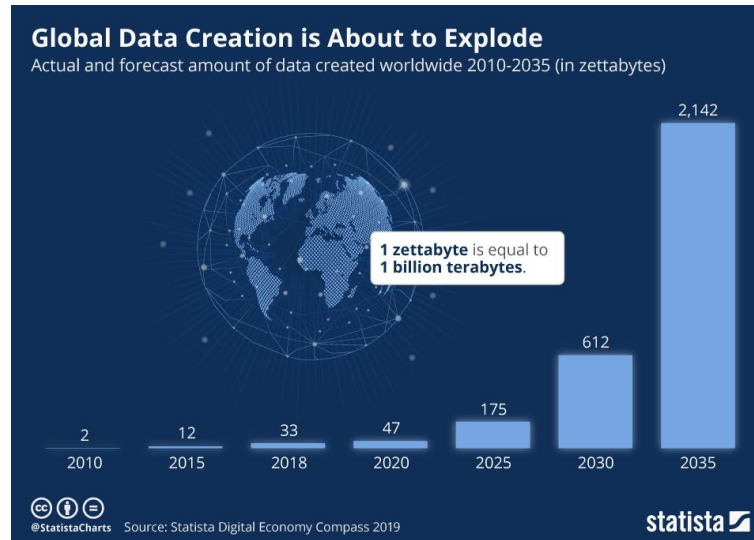 Global Data Creation is About to Explode
Actual and forecast amount of data created worldwide 2010-2035 (in zettabytes)
2,142
1 zettabyte is equal to
1 billion terabytes.
612
175
47
33
12
2
2010 2015 2018 2020 2025 2030 2035
cc
@StatistaCharts Source: Statista Digital Economy Compass 2019
statista